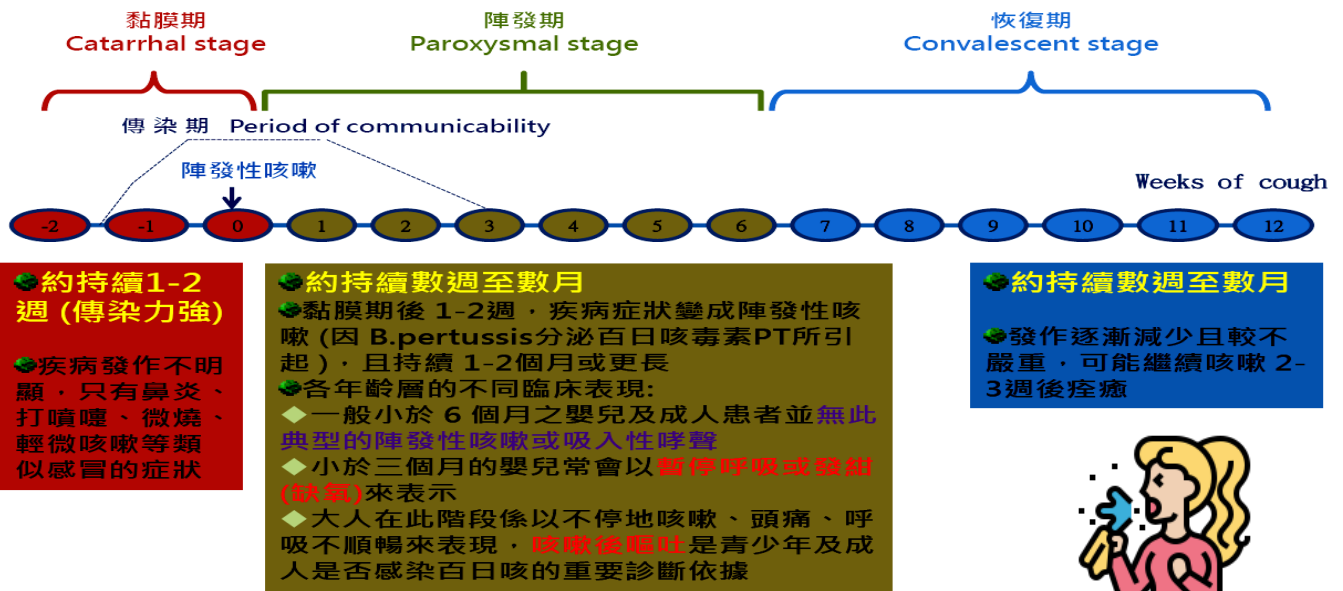 黏膜期
Catarrhal stage
陣發期
Paroxysmal stage
恢復期
Convalescent stage
傳染期 Period of communicability
陣發性咳嗽
Weeks of cough
-2 -1 0 1 2 3 4 5 6 7 8 9 10 11 12
約持續1-2
週 (傳染力強)
疾病發作不明
顯，只有鼻炎、
打噴嚏、微燒、
輕微咳嗽等類
似感冒的症狀
約持續數週至數月
黏膜期後 1-2週，疾病症狀變成陣發性咳
嗽 (因 B.pertussis分泌百日咳毒素PT所引
起 )，且持續 1-2個月或更長
各年齡層的不同臨床表現:
一般小於 6 個月之嬰兒及成人患者並無此
典型的陣發性咳嗽或吸入性哮聲
小於三個月的嬰兒常會以暫停呼吸或發紺
(缺氧)來表示
大人在此階段係以不停地咳嗽、頭痛、呼
吸不順暢來表現，咳嗽後嘔吐是青少年及成
人是否感染百日咳的重要診斷依據
約持續數週至數月
發作逐漸減少且較不
嚴重，可能繼續咳嗽 2-
3週後痊癒